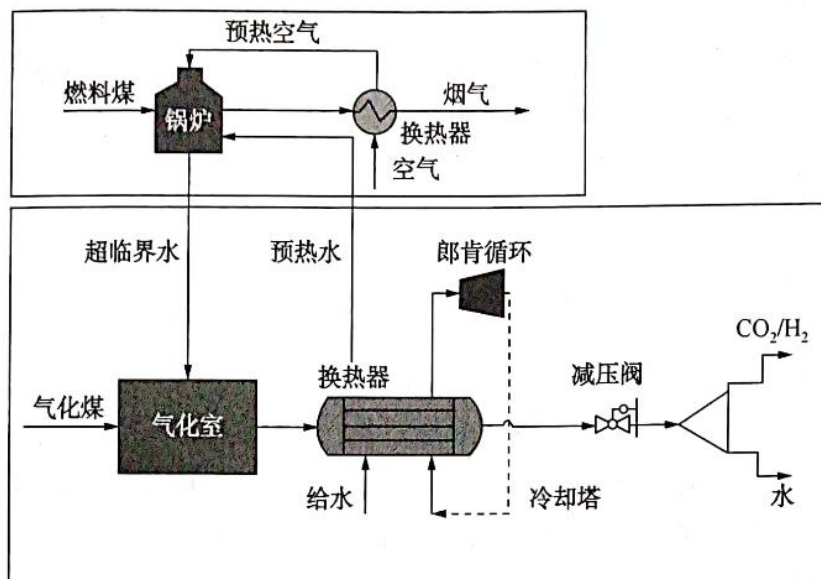 预热空气
燃料煤
锅炉
烟气
换热器
空气
超临界水
预热水
郎肯循环
CO₂/H₂
换热器
减压阀
气化煤
气化室
给水
冷却塔
水